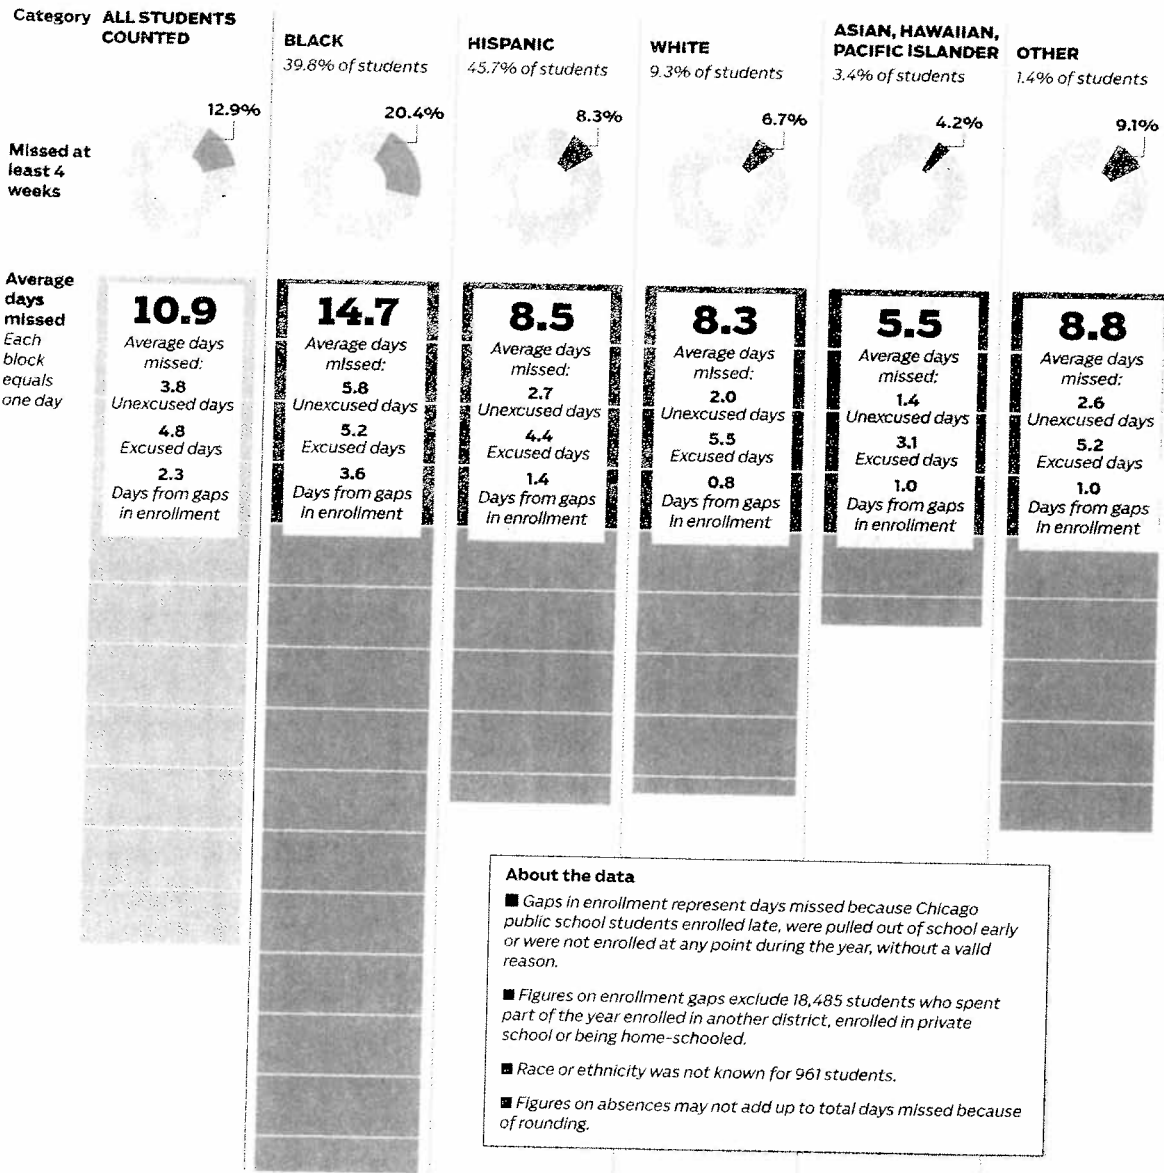 Category
ALL STUDENTS
COUNTED
BLACK
39.8% of students
HISPANIC
45.7% of students
WHITE
9.3% of students
ASIAN, HAWAIIAN,
PACIFIC ISLANDER
3.4% of students
OTHER
1.4% of students
Missed at
least 4
weeks
12.9%
20.4%
8.3%
6.7%
4.2%
9.1%
Average
days
missed
Each
block
equals
one day
10.9
Average days
missed:
3.8
Unexcused days
4.8
Excused days
2.3
Days from gaps
in enrollment
14.7
Average days
missed:
5.8
Unexcused days
5.2
Excused days
3.6
Days from gaps
in enrollment
8.5
Average days
missed:
2.7
Unexcused days
4.4
Excused days
1.4
Days from gaps
in enrollment
8.3
Average days
missed:
2.0
Unexcused days
5.5
Excused days
0.8
Days from gaps
in enrollment
5.5
Average days
missed:
1.4
Unexcused days
3.1
Excused days
1.0
Days from gaps
in enrollment
8.8
Average days
missed:
2.6
Unexcused days
5.2
Excused days
1.0
Days from gaps
in enrollment
About the data
■ Gaps in enrollment represent days missed because Chicago
public school students enrolled late, were pulled out of school early
or were not enrolled at any point during the year, without a valid
reason.
■ Figures on enrollment gaps exclude 18,485 students who spent
part of the year enrolled in another district, enrolled in private
school or being home-schooled.
■ Race or ethnicity was not known for 961 students.
■ Figures on absences may not add up to total days missed because
of rounding.